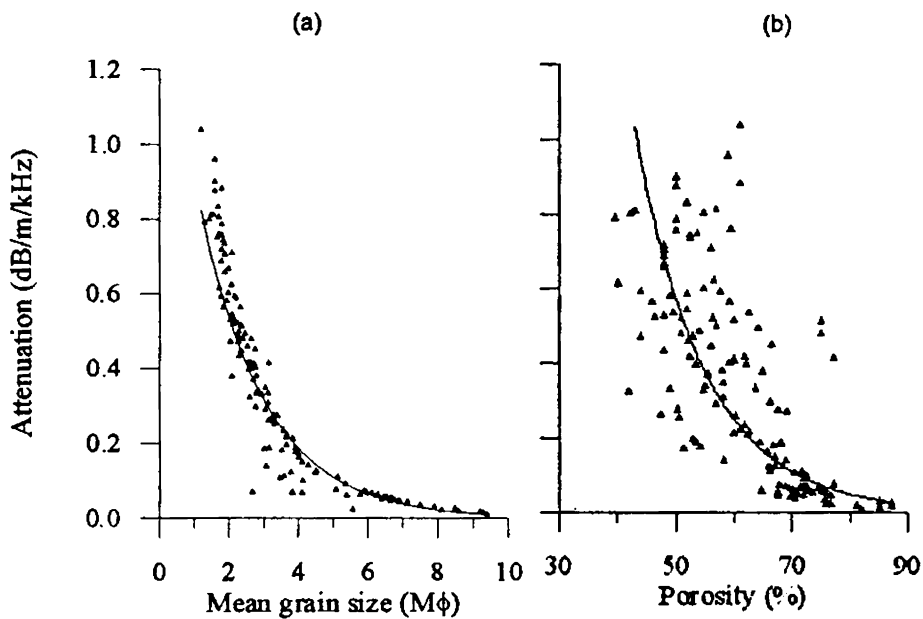 (a)
(b)
Attenuation (dB/m/kHz)
1.2
1.0
0.8
0.6
0.4
0.2
0.0
0 2 4 6 8 10
30 50 70 90
Mean grain size (Mϕ)
Porosity (%)